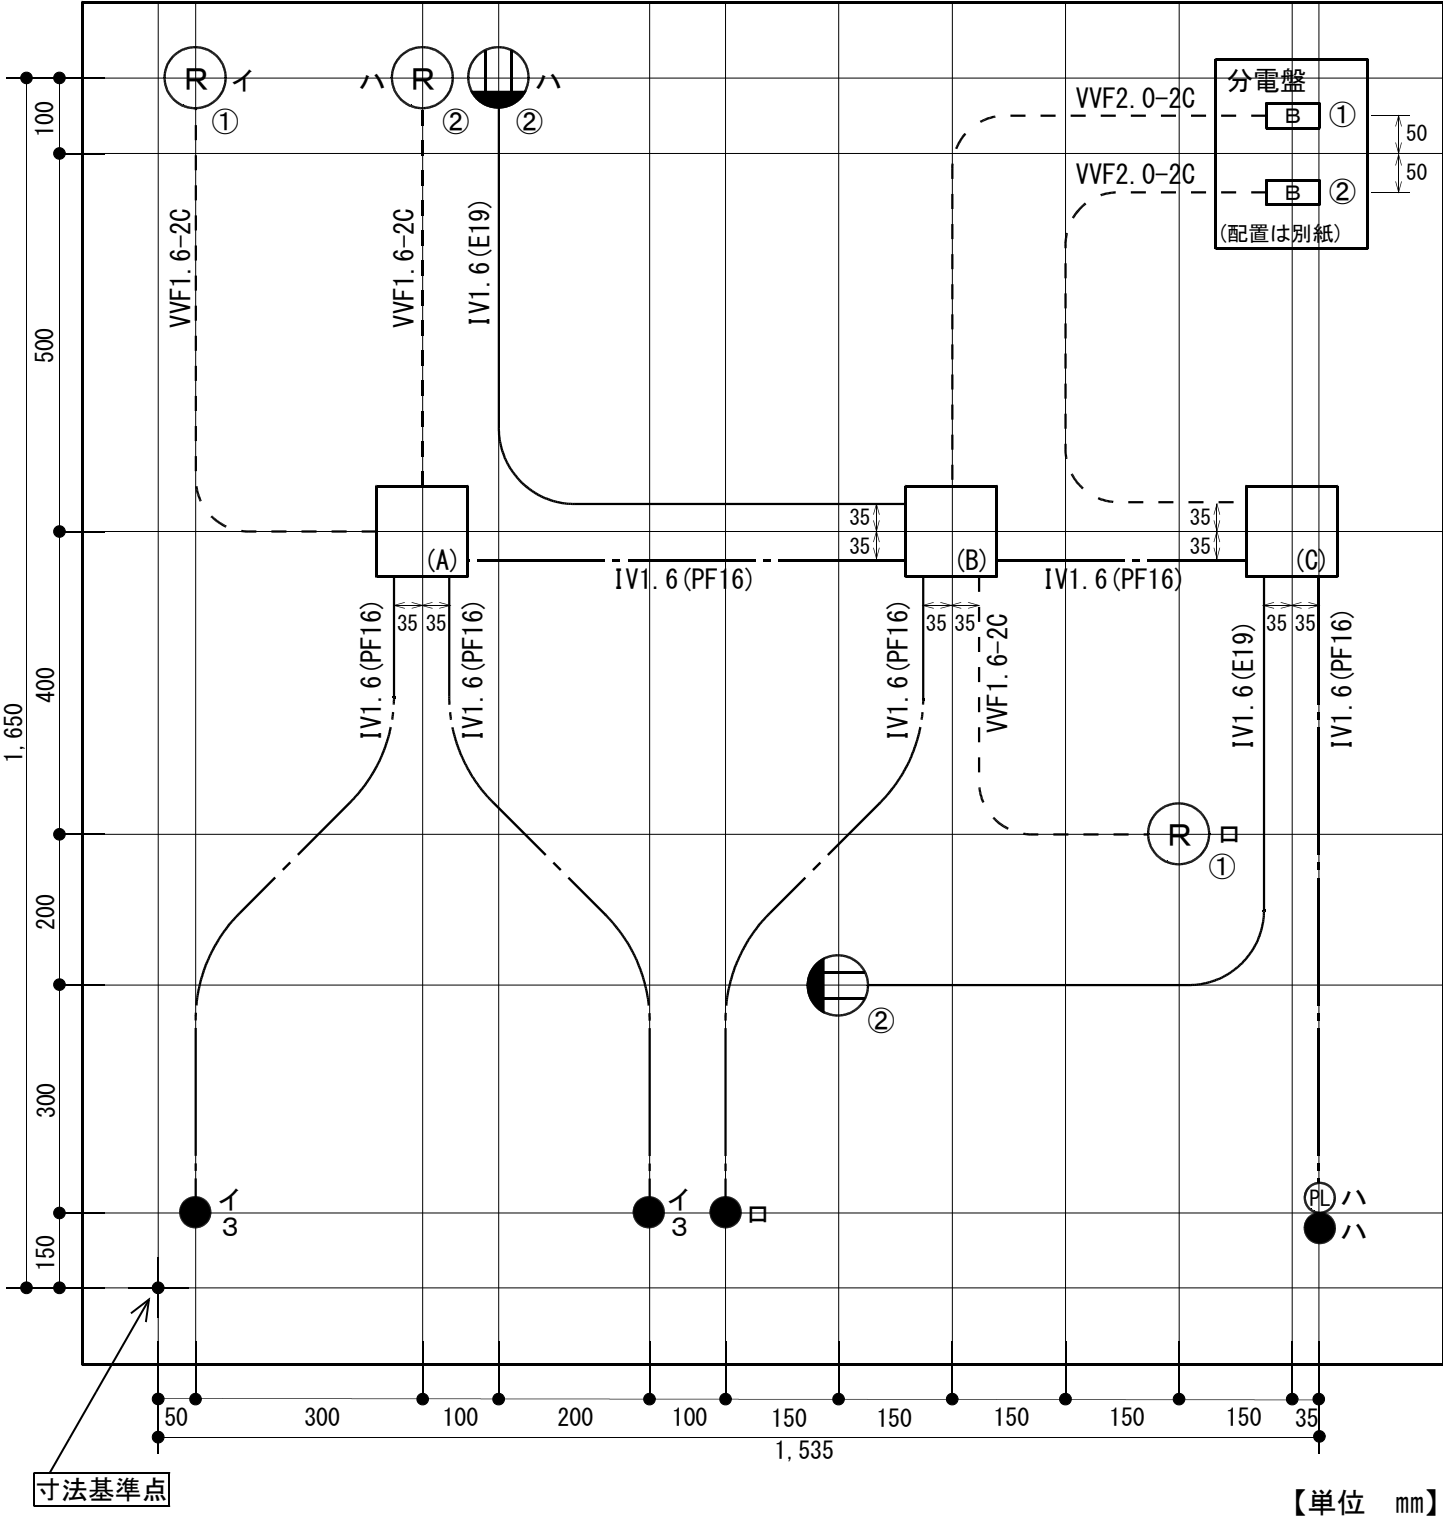 R イ
①
ハ R
②
ハ
②
分電盤
B ①
B ②
(配置は別紙)
VVF2.0-2C
VVF2.0-2C
50
50
VVF1.6-2C
VVF1.6-2C
IV1.6(E19)
100
500
400
1,650
200
300
150
(A)
(B)
(C)
35
35
35
35
IV1.6(PF16)
IV1.6(PF16)
35 35
35 35
35 35
IV1.6(PF16)
IV1.6(PF16)
IV1.6(PF16)
VVF1.6-2C
IV1.6(E19)
IV1.6(PF16)
R ロ
①
②
イ
3
イ
3
ロ
PL ハ
ハ
50 300 100 200 100 150 150 150 150 150 35
1,535
寸法基準点
【単位 mm】